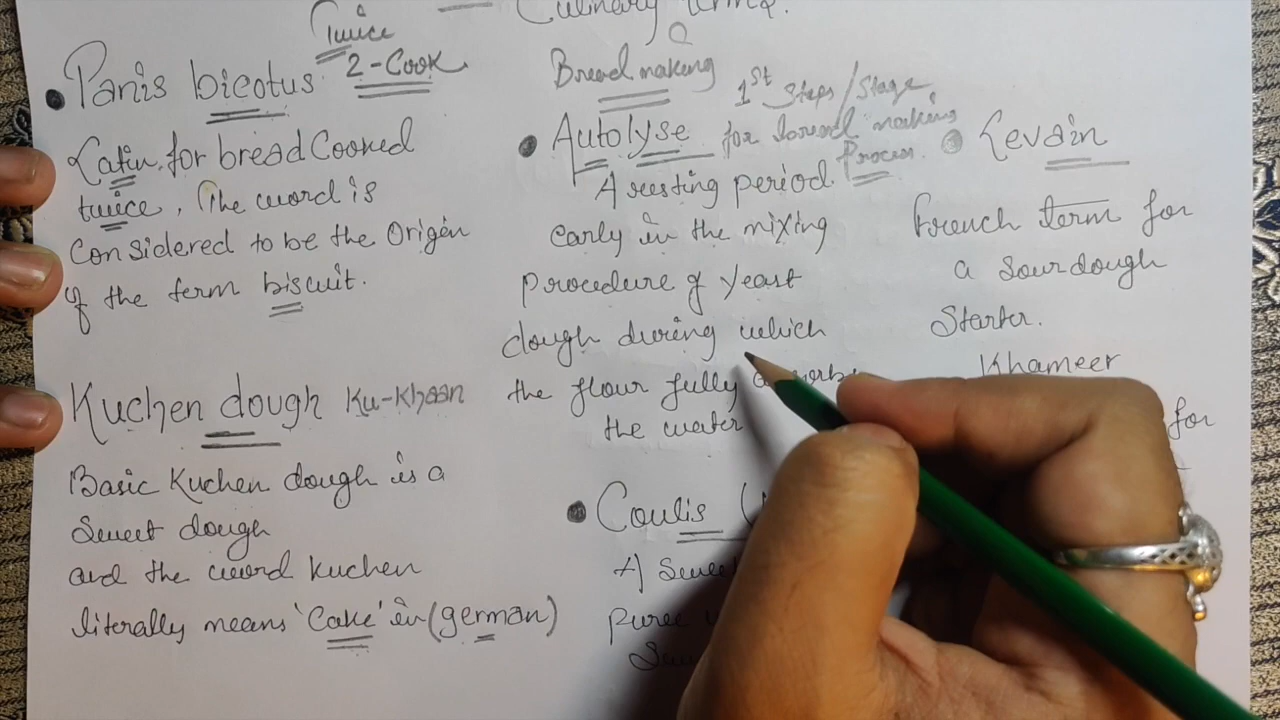 Culinary terms.
Twice
2-Cook
• Panis bicotus
Latin for bread Cooked
twice, The word is
Considered to be the Origin
of the term biscuit.
Kuchen dough Ku-Khaan
Basic Kuchen dough is a
Sweet dough
and the word kuchen
literally means 'Cake' in (german)
Bread making
1st Steps/Stage
for bread making
Process.
• Autolyse
A resting period
early in the mixing
procedure of yeast
dough during which
the flour fully
the water
• Coulis (
A Sweet
puree
• Levain
French term for
a sourdough
Starter.
Khameer
for